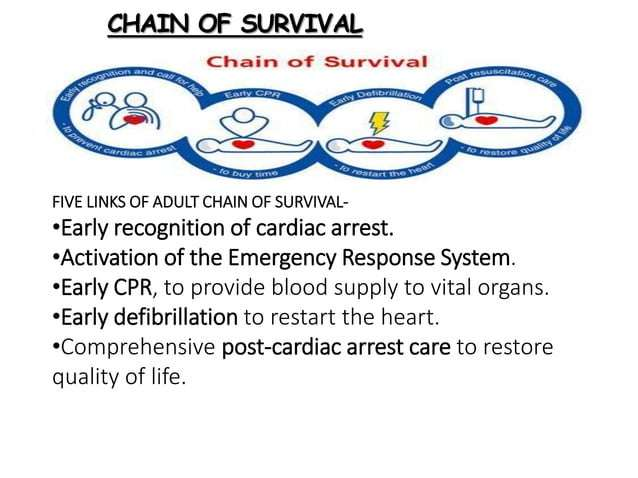 CHAIN OF SURVIVAL
Chain of Survival
Early recognition and call for help
- to prevent cardiac arrest
Early CPR
- to buy time
Early Defibrillation
- to restart the heart
Post resuscitation care
- to restore quality of life
FIVE LINKS OF ADULT CHAIN OF SURVIVAL-
•Early recognition of cardiac arrest.
•Activation of the Emergency Response System.
•Early CPR, to provide blood supply to vital organs.
•Early defibrillation to restart the heart.
•Comprehensive post-cardiac arrest care to restore
quality of life.